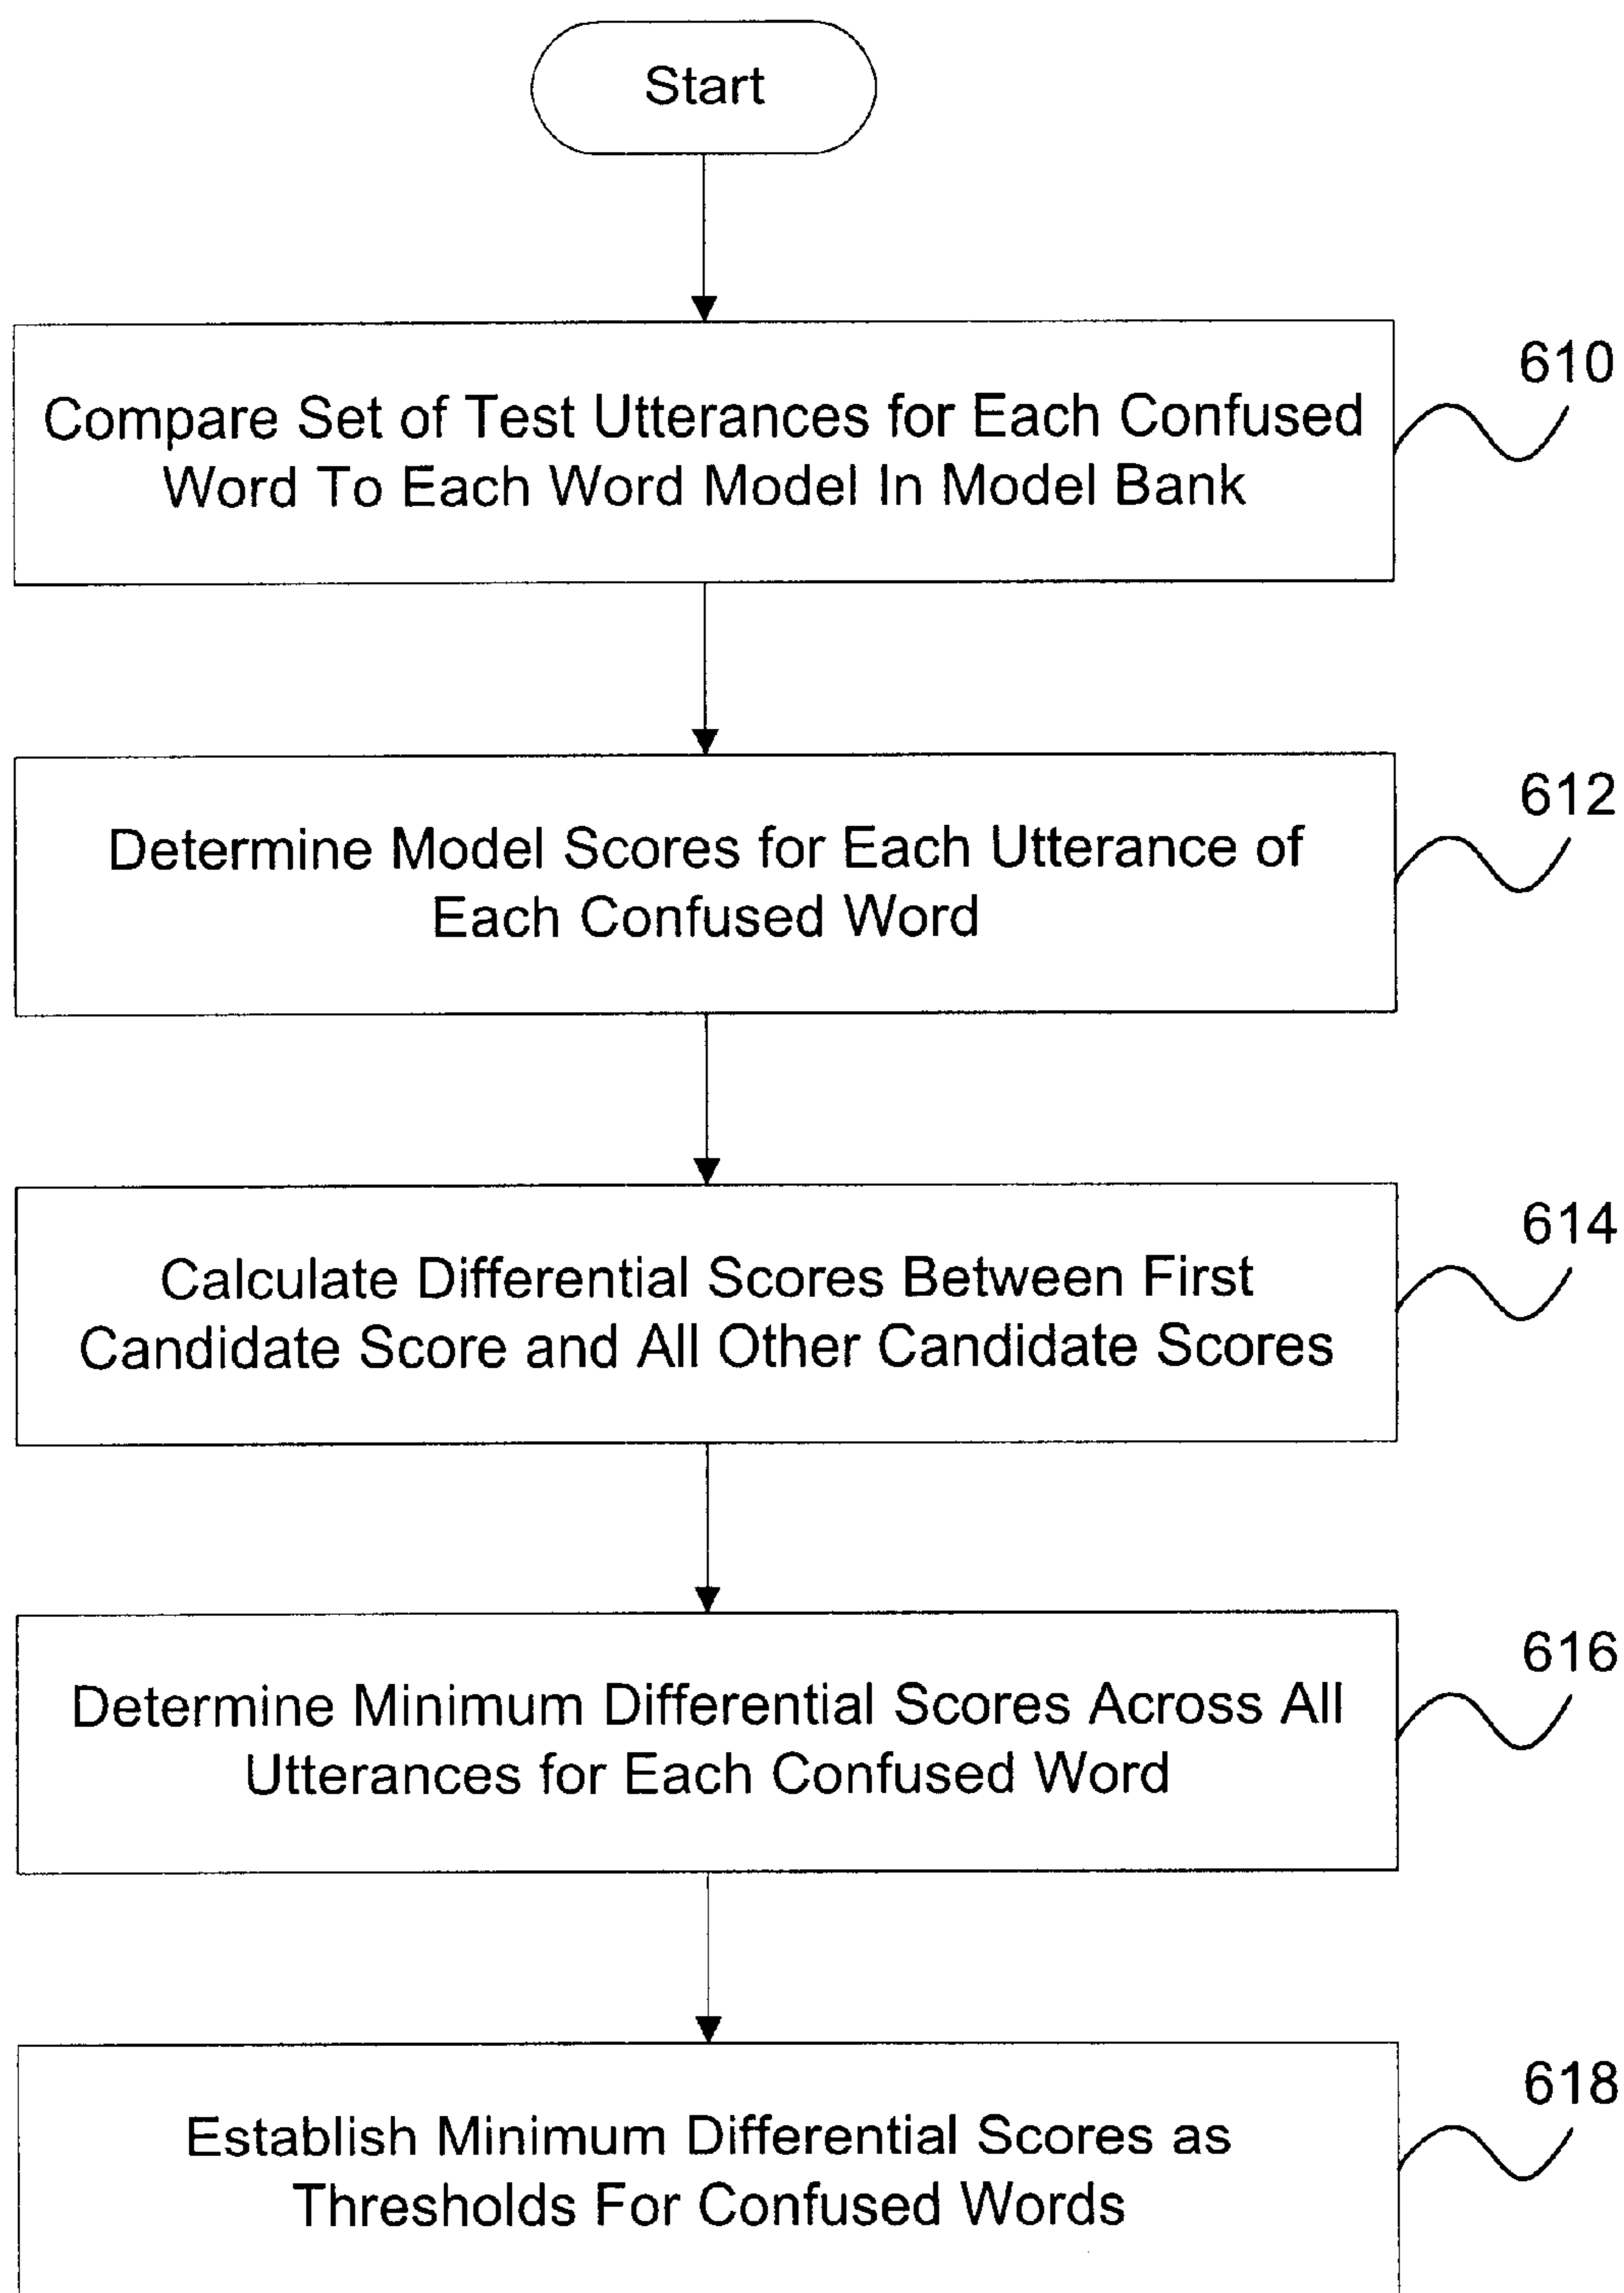 Start
610
Compare Set of Test Utterances for Each Confused
Word To Each Word Model In Model Bank
612
Determine Model Scores for Each Utterance of
Each Confused Word
614
Calculate Differential Scores Between First
Candidate Score and All Other Candidate Scores
616
Determine Minimum Differential Scores Across All
Utterances for Each Confused Word
618
Establish Minimum Differential Scores as
Thresholds For Confused Words